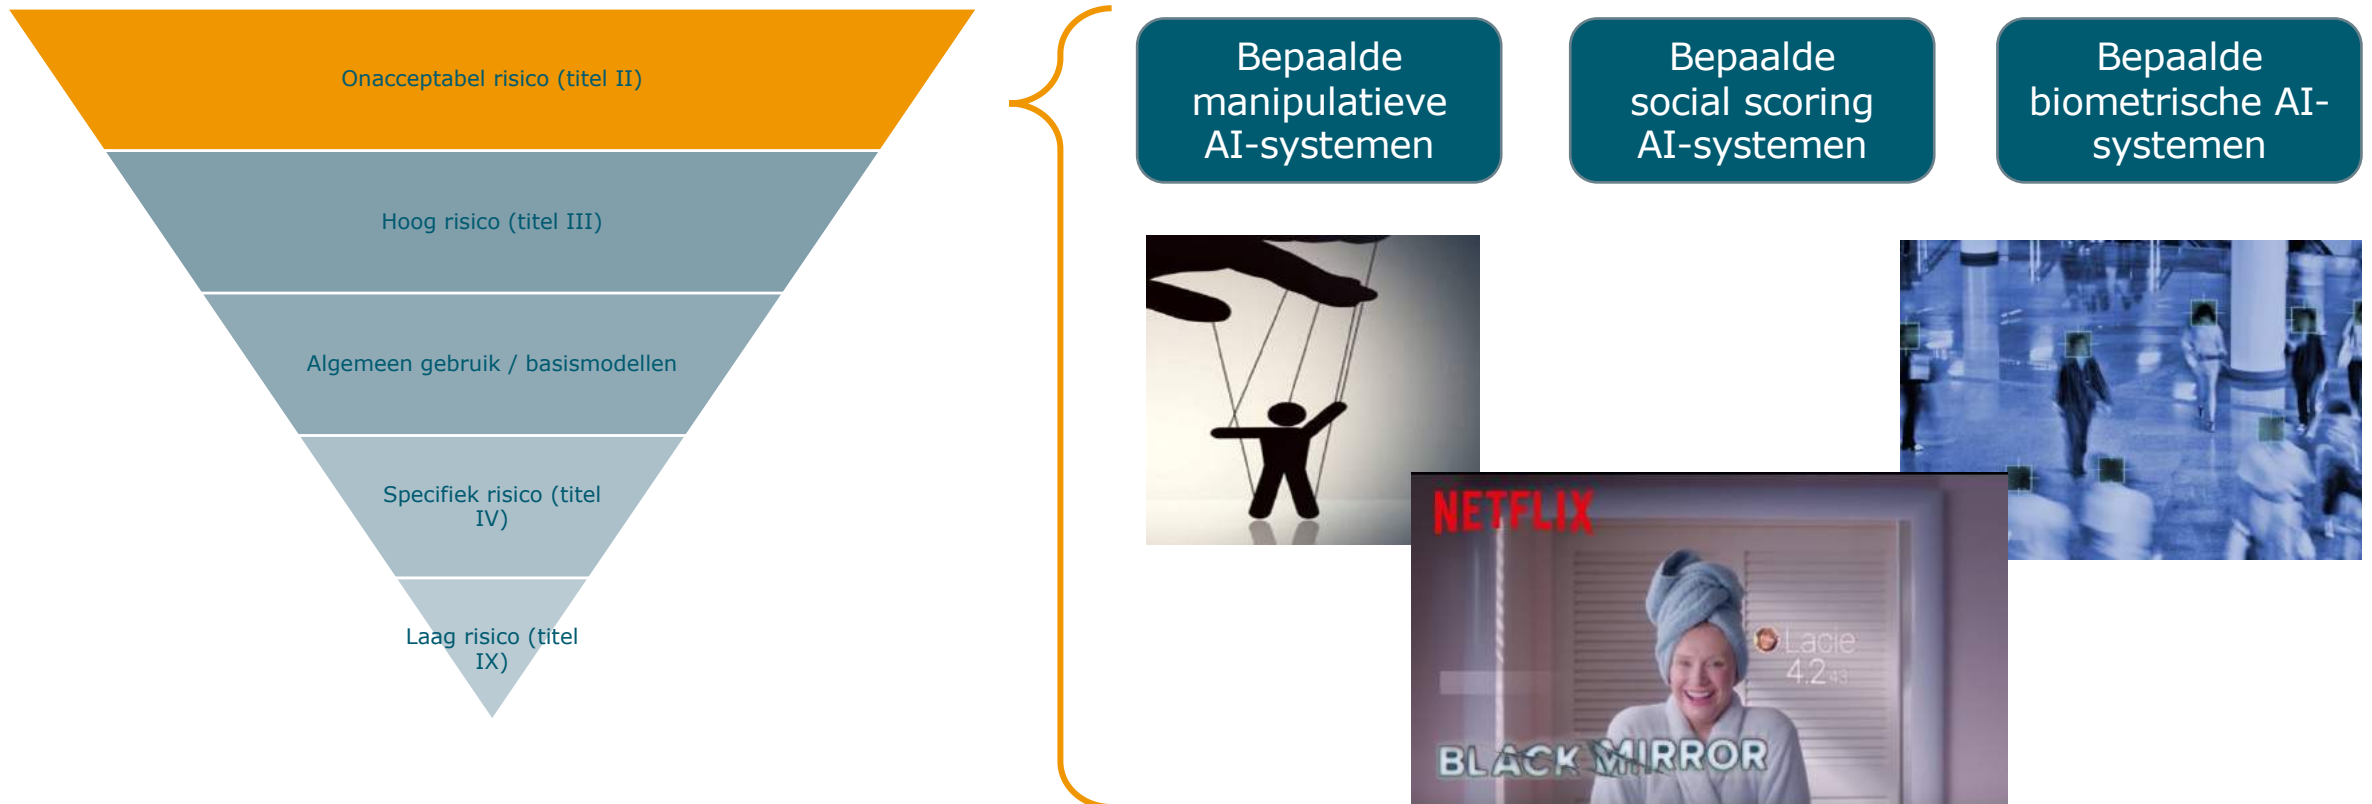 Onacceptabel risico (titel II)
Hoog risico (titel III)
Algemeen gebruik / basismodellen
Specifiek risico (titel
IV)
Laag risico (titel
IX)
Bepaalde
manipulatieve
AI-systemen
Bepaalde
social scoring
AI-systemen
Bepaalde
biometrische AI-
systemen
NETFLIX
Lacie
4.2 43
BLACK MIRROR